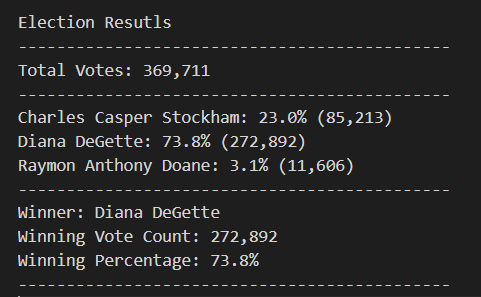 Election Resutls
---------------------------------------------
Total Votes: 369,711
---------------------------------------------
Charles Casper Stockham: 23.0% (85,213)
Diana DeGette: 73.8% (272,892)
Raymon Anthony Doane: 3.1% (11,606)
---------------------------------------------
Winner: Diana DeGette
Winning Vote Count: 272,892
Winning Percentage: 73.8%
---------------------------------------------